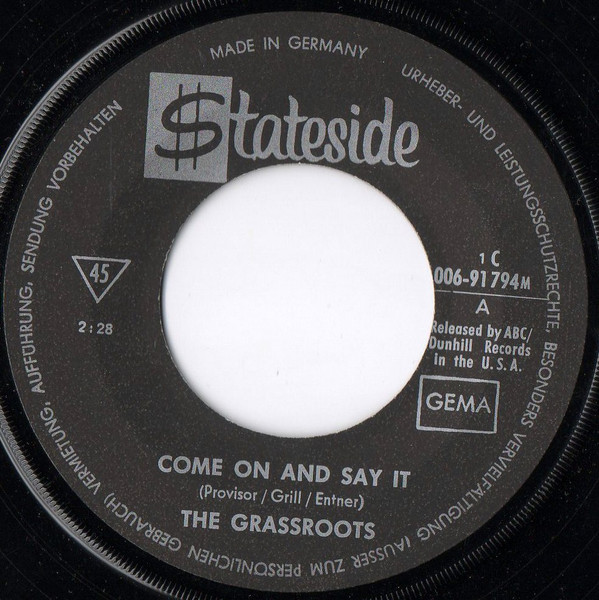 MADE IN GERMANY
URHEBER- UND LEISTUNGSSCHUTZRECHTE, BESONDERS VERVIELFÄLTIGUNG (AUSSER ZUM PERSÖNLICHEN GEBRAUCH) VERMIETUNG, AUFFÜHRUNG, SENDUNG VORBEHALTEN
$tateside
45
2:28
1 C
006-91794M
A
Released by ABC/
Dunhill Records
in the U.S.A.
GEMA
COME ON AND SAY IT
(Provisor / Grill / Entner)
THE GRASSROOTS